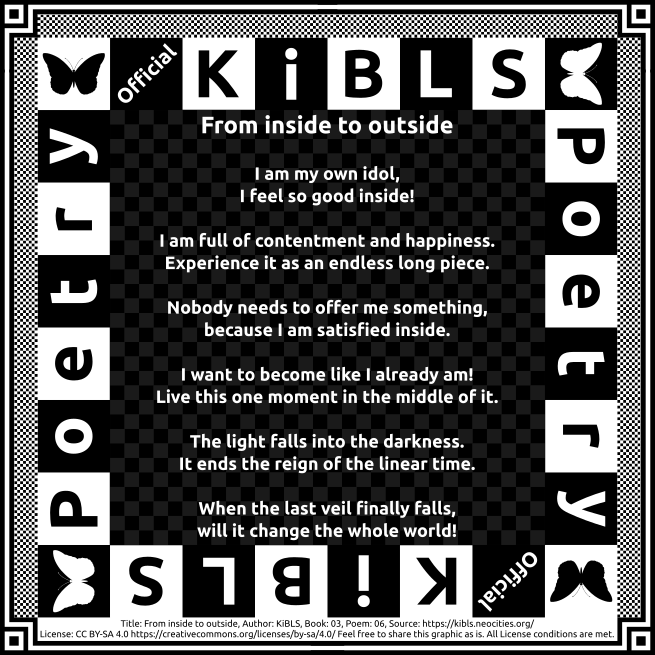 Official
KiBLS
Poetry
Poetry
From inside to outside
I am my own idol,
I feel so good inside!
I am full of contentment and happiness.
Experience it as an endless long piece.
Nobody needs to offer me something,
because I am satisfied inside.
I want to become like I already am!
Live this one moment in the middle of it.
The light falls into the darkness.
It ends the reign of the linear time.
When the last veil finally falls,
will it change the whole world!
Official
KiBLS
Title: From inside to outside, Author: KiBLS, Book: 03, Poem: 06, Source: https://kibls.neocities.org/
License: CC BY-SA 4.0 https://creativecommons.org/licenses/by-sa/4.0/ Feel free to share this graphic as is. All License conditions are met.